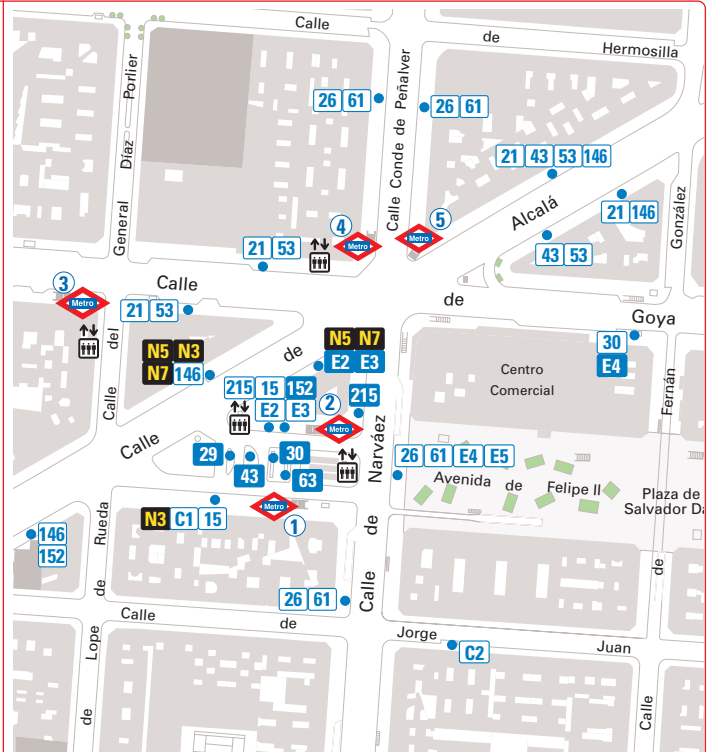 Calle
de
Hermosilla
General Díaz Porlier
Calle Conde de Peñalver
26 61
26 61
21 43 53 146
Alcalá
21 146
43 53
González
4
Metro
5
Metro
21 53
3
Metro
Calle
de
Goya
21 53
Calle del
N5 N3
N7 146
de
N5 N7
E2 E3
215 15 152
E2 E3
2
Metro
215
30
E4
Centro
Comercial
Fernán
Calle
29
43
30
63
Narváez
26 61 E4 E5
Avenida de Felipe II
Plaza de
Salvador Da
N3 C1 15
Metro
1
146
152
Rueda
de
26 61
Calle de
Calle
de
Jorge
Juan
C2
de
Lope
de
Calle